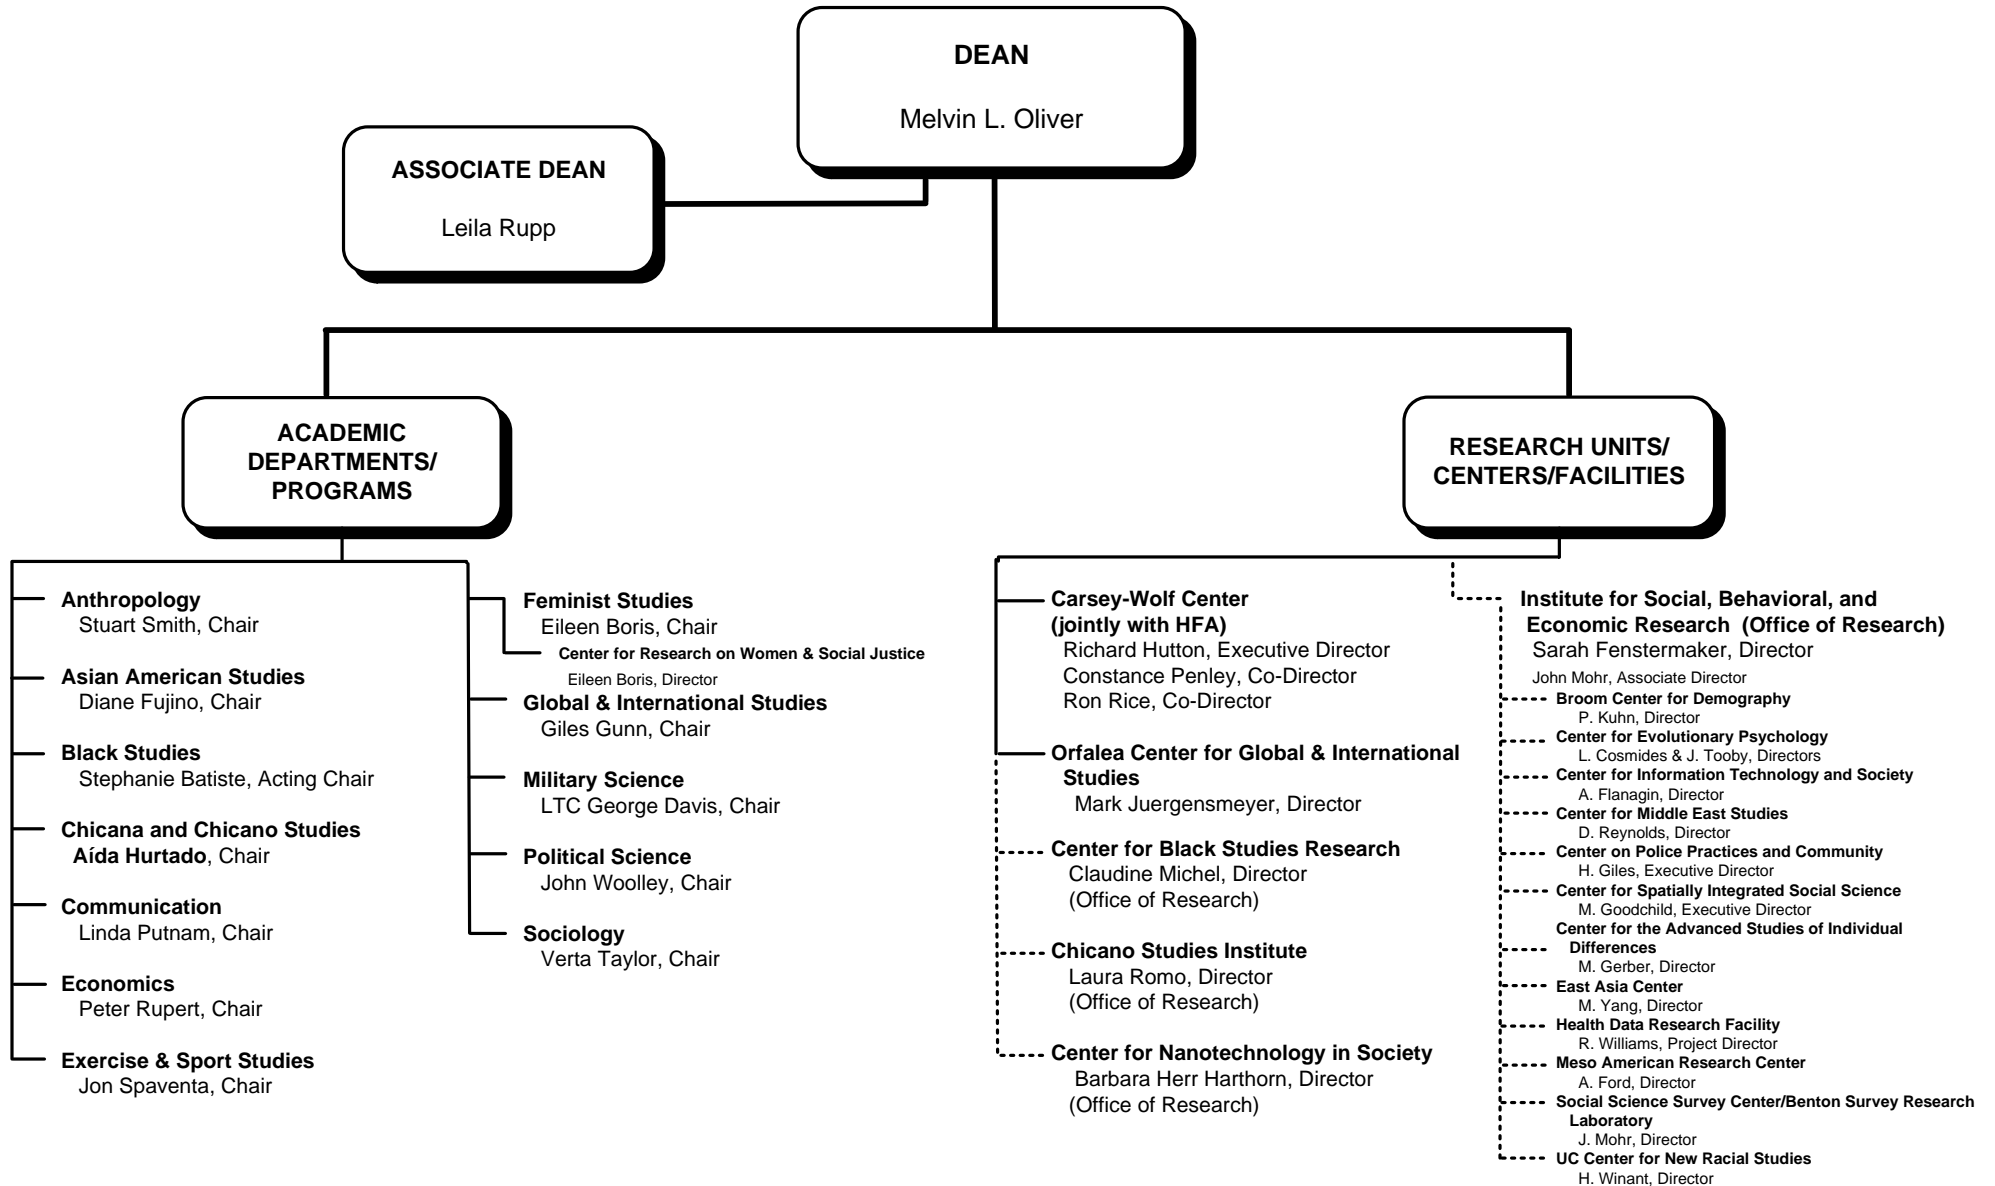 DEAN
Melvin L. Oliver
ASSOCIATE DEAN
Leila Rupp
ACADEMIC
DEPARTMENTS/
PROGRAMS
RESEARCH UNITS/
CENTERS/FACILITIES
Anthropology
Stuart Smith, Chair
Asian American Studies
Diane Fujino, Chair
Black Studies
Stephanie Batiste, Acting Chair
Chicana and Chicano Studies
Aída Hurtado, Chair
Communication
Linda Putnam, Chair
Economics
Peter Rupert, Chair
Exercise & Sport Studies
Jon Spaventa, Chair
Feminist Studies
Eileen Boris, Chair
Center for Research on Women & Social Justice
Eileen Boris, Director
Global & International Studies
Giles Gunn, Chair
Military Science
LTC George Davis, Chair
Political Science
John Woolley, Chair
Sociology
Verta Taylor, Chair
Carsey-Wolf Center
(jointly with HFA)
Richard Hutton, Executive Director
Constance Penley, Co-Director
Ron Rice, Co-Director
Orfalea Center for Global & International
Studies
Mark Juergensmeyer, Director
Center for Black Studies Research
Claudine Michel, Director
(Office of Research)
Chicano Studies Institute
Laura Romo, Director
(Office of Research)
Center for Nanotechnology in Society
Barbara Herr Harthorn, Director
(Office of Research)
Institute for Social, Behavioral, and
Economic Research (Office of Research)
Sarah Fenstermaker, Director
John Mohr, Associate Director
Broom Center for Demography
P. Kuhn, Director
Center for Evolutionary Psychology
L. Cosmides & J. Tooby, Directors
Center for Information Technology and Society
A. Flanagin, Director
Center for Middle East Studies
D. Reynolds, Director
Center on Police Practices and Community
H. Giles, Executive Director
Center for Spatially Integrated Social Science
M. Goodchild, Executive Director
Center for the Advanced Studies of Individual
Differences
M. Gerber, Director
East Asia Center
M. Yang, Director
Health Data Research Facility
R. Williams, Project Director
Meso American Research Center
A. Ford, Director
Social Science Survey Center/Benton Survey Research
Laboratory
J. Mohr, Director
UC Center for New Racial Studies
H. Winant, Director